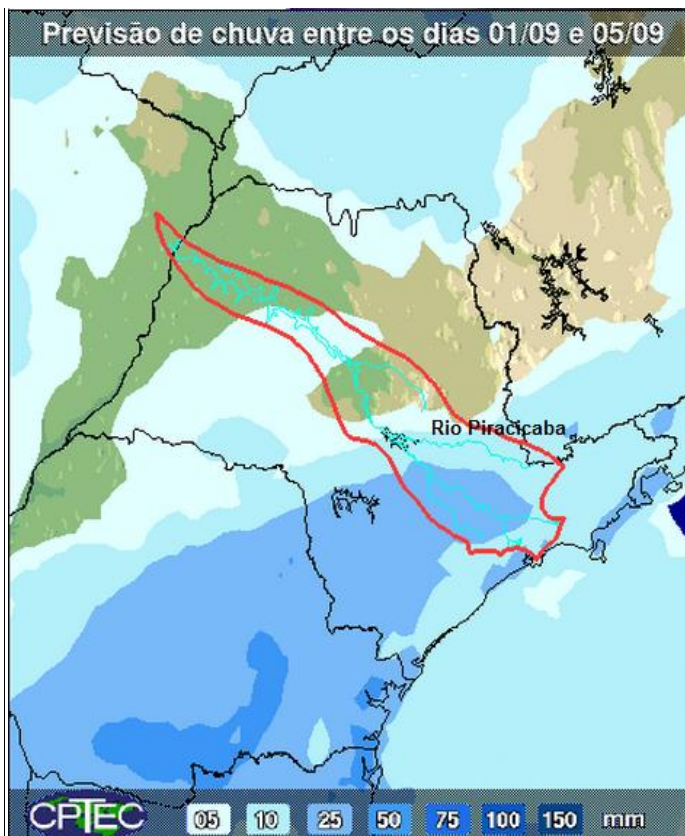 Previsão de chuva entre os dias 01/09 e 05/09
Rio Piracicaba
CPTEC 05 10 25 50 75 100 150 mm